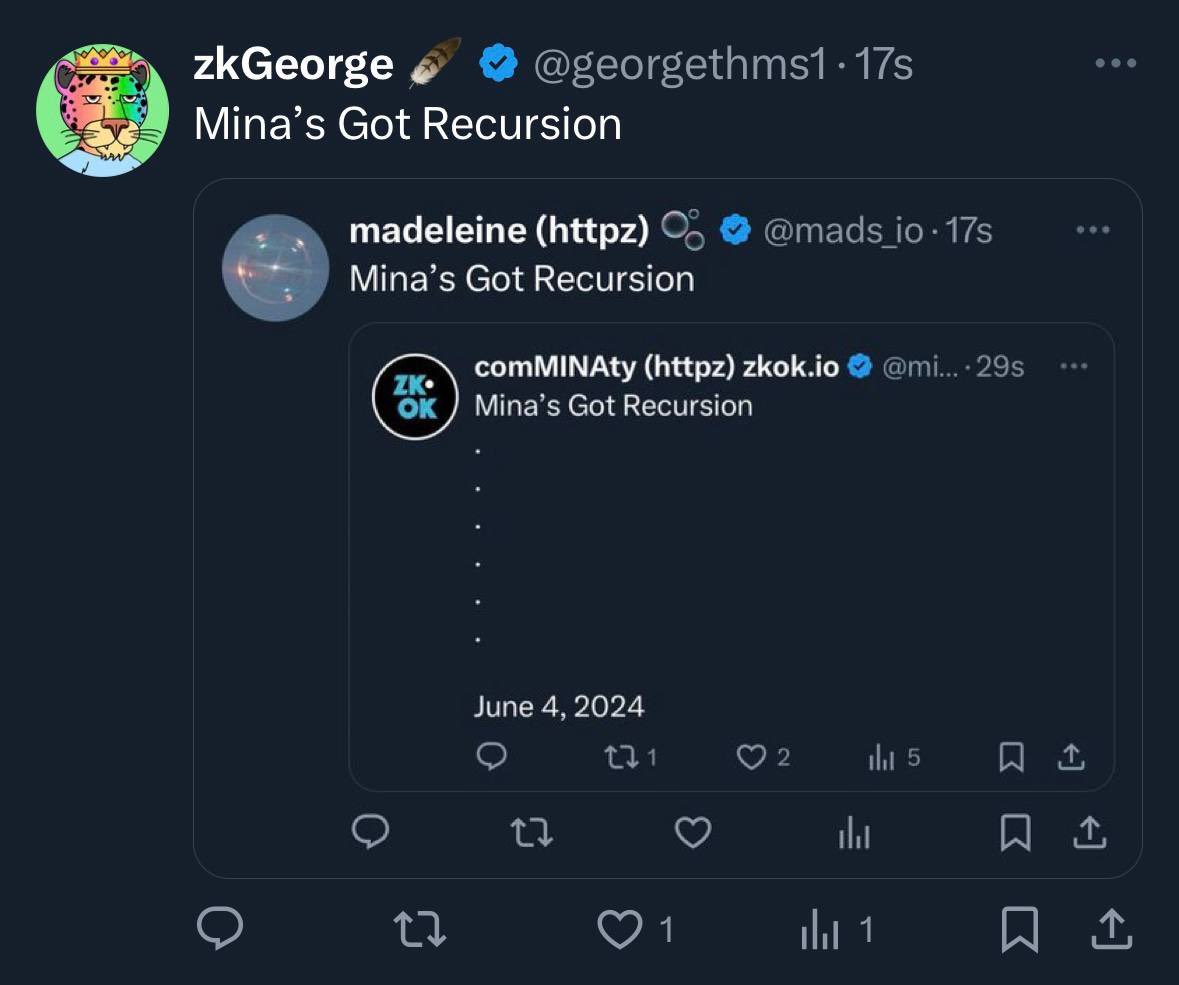 zkGeorge 🪶 @georgethms1 · 17s
Mina’s Got Recursion
madeleine (httpz) 🫧 @mads_io · 17s
Mina’s Got Recursion
comMINAty (httpz) zkok.io @mi... · 29s
ZK•
OK
Mina’s Got Recursion
.
.
.
.
.
.
June 4, 2024
1 2 5
1 1